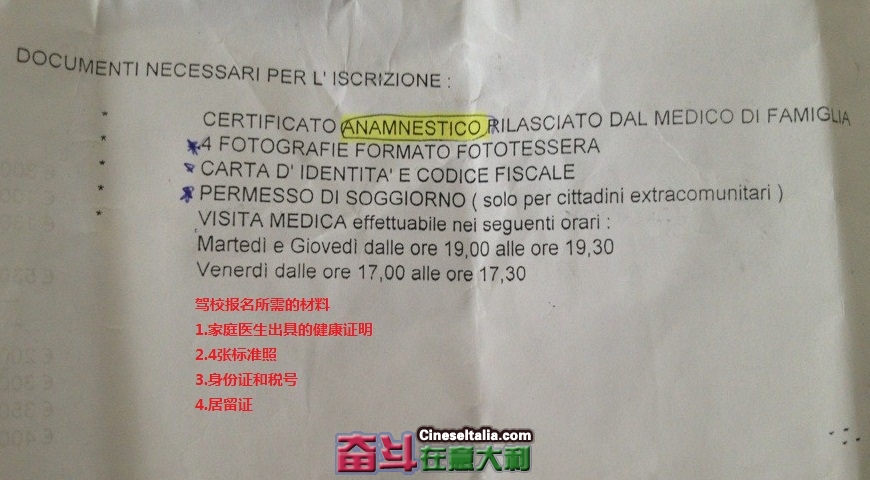 DOCUMENTI NECESSARI PER L' ISCRIZIONE :
* CERTIFICATO ANAMNESTICO RILASCIATO DAL MEDICO DI FAMIGLIA
* 4 FOTOGRAFIE FORMATO FOTOTESSERA
* CARTA D' IDENTITA' E CODICE FISCALE
* PERMESSO DI SOGGIORNO ( solo per cittadini extracomunitari )
* VISITA MEDICA effettuabile nei seguenti orari :
Martedì e Giovedì dalle ore 19,00 alle ore 19,30
Venerdì dalle ore 17,00 alle ore 17,30
驾校报名所需的材料
1.家庭医生出具的健康证明
2.4张标准照
3.身份证和税号
4.居留证
CineseItalia.com
奋斗在意大利